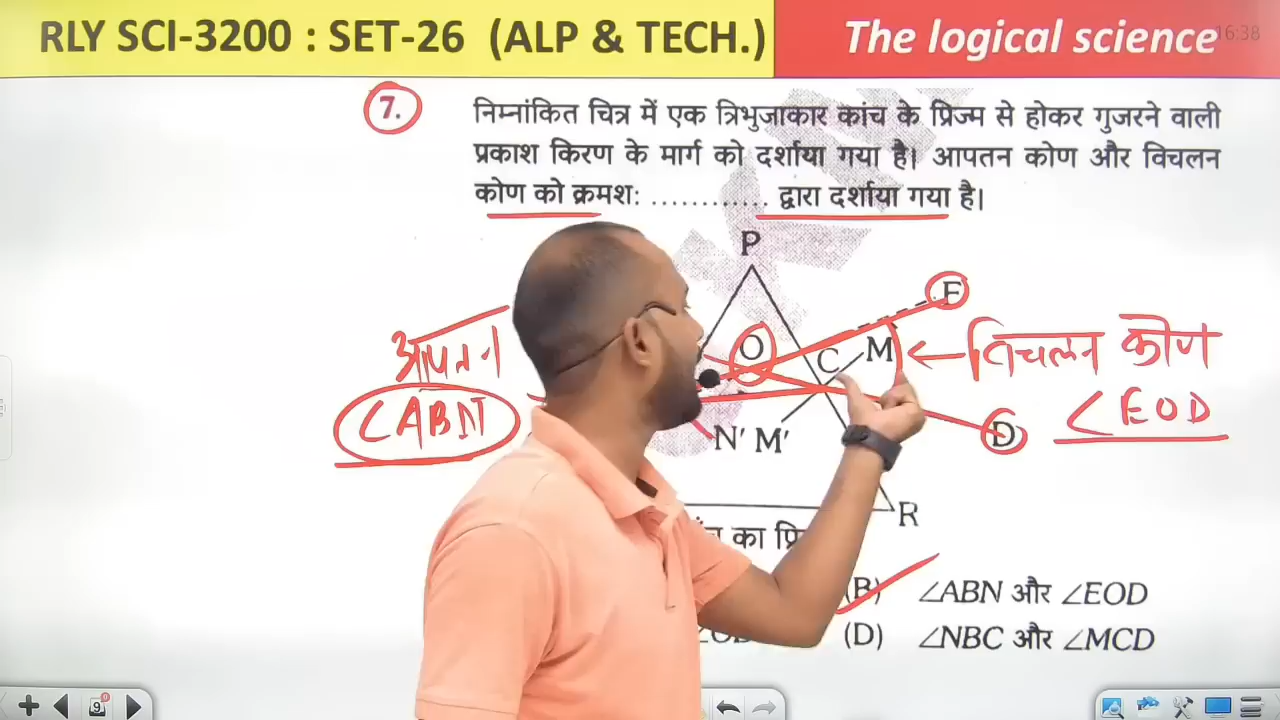 RLY SCI-3200 : SET-26 (ALP & TECH.)
The logical science
16:38
7. निम्नांकित चित्र में एक त्रिभुजाकार कांच के प्रिज्म से होकर गुजरने वाली
प्रकाश किरण के मार्ग को दर्शाया गया है। आपतन कोण और विचलन
कोण को क्रमश: ............. द्वारा दर्शाया गया है।
P
E
O
C
M
आपतन
विचलन कोण
∠ABN
∠EOD
D
N′ M′
R
का
(B) ∠ABN और ∠EOD
(D) ∠NBC और ∠MCD
9